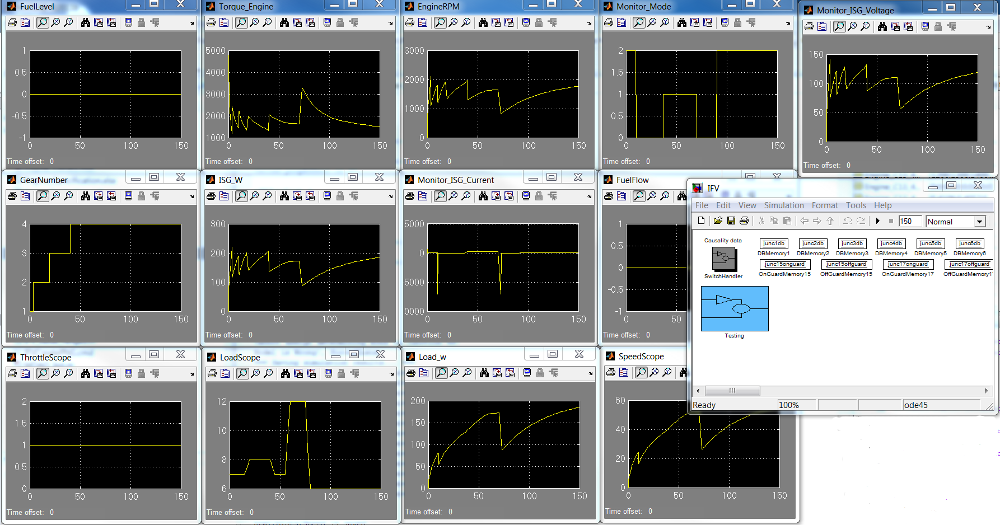 FuelLevel
1
0.5
0
-0.5
-1
0 50 100 150
Time offset: 0
Torque_Engine
5000
4000
3000
2000
1000
0 50 100 150
Time offset: 0
EngineRPM
3000
2000
1000
0
0 50 100 150
Time offset: 0
Monitor_Mode
2
1.5
1
0.5
0
0 50 100 150
Time offset: 0
Monitor_ISG_Voltage
150
100
50
0
0 50 100 150
Time offset: 0
GearNumber
4
3
2
1
0 50 100 150
Time offset: 0
ISG_W
300
200
100
0
0 50 100 150
Time offset: 0
Monitor_ISG_Current
5000
0
5000
0000
0 50 100 150
Time offset: 0
FuelFlow
1
0.5
0
-0.5
-1
0 50
Time offset: 0
IFV
File Edit View Simulation Format Tools Help
150 Normal
Causality data
SwitchHandler
junc1db junc2db junc3db junc4db junc5db junc6db
DBMemory1 DBMemory2 DBMemory3 DBMemory4 DBMemory5 DBMemory6
junc15onguard junc15offguard junc17onguard junc17offguard
OnGuardMemory15 OffGuardMemory15 OnGuardMemory17 OffGuardMemory1
Testing
Ready 100% ode45
ThrottleScope
2
1.5
1
0.5
0
0 50 100 150
Time offset: 0
LoadScope
12
10
8
6
0 50 100 150
Time offset: 0
Load_w
200
150
100
50
0
0 50 100 150
Time offset: 0
SpeedScope
60
40
20
0
0 50 100 150
Time offset: 0